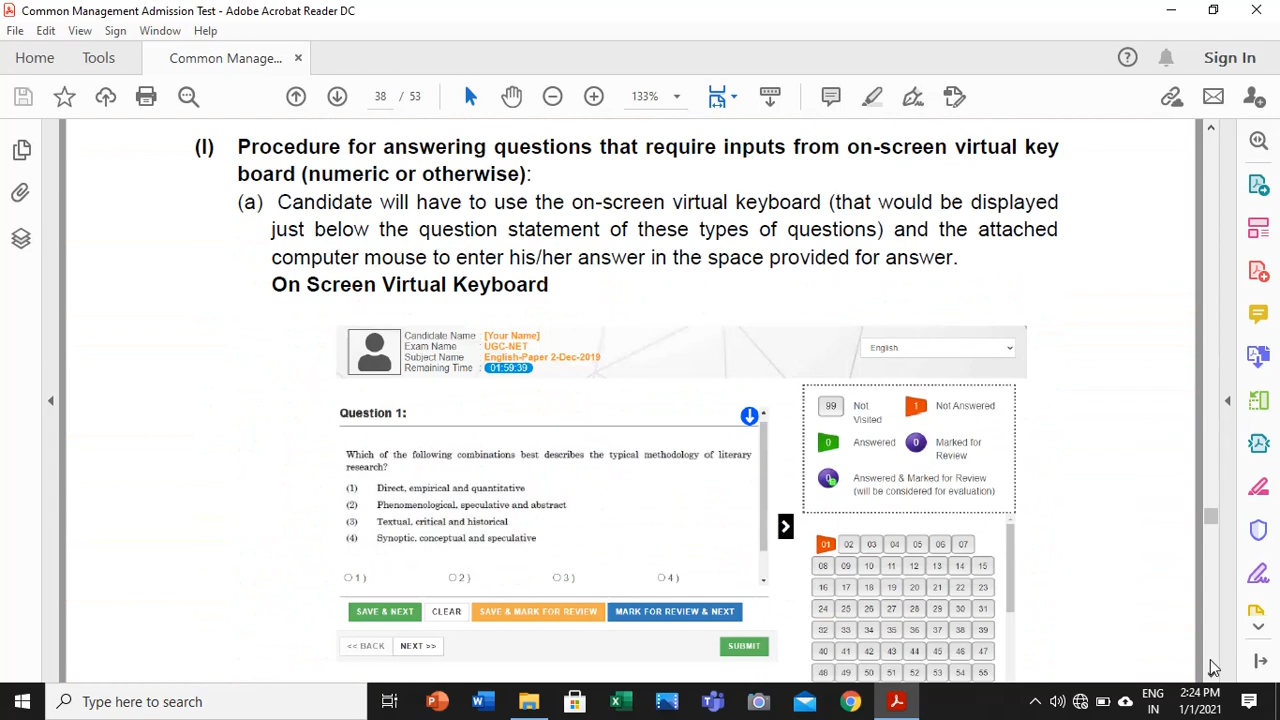 Common Management Admission Test - Adobe Acrobat Reader DC
File Edit View Sign Window Help
Home Tools Common Manage... × Sign In
38 / 53 133%
(I) Procedure for answering questions that require inputs from on-screen virtual key
board (numeric or otherwise):
(a) Candidate will have to use the on-screen virtual keyboard (that would be displayed
just below the question statement of these types of questions) and the attached
computer mouse to enter his/her answer in the space provided for answer.
On Screen Virtual Keyboard
Candidate Name : [Your Name]
Exam Name : UGC-NET
Subject Name : English-Paper 2-Dec-2019
Remaining Time : 01:59:39
English
Question 1:
Which of the following combinations best describes the typical methodology of literary
research?
(1) Direct, empirical and quantitative
(2) Phenomenological, speculative and abstract
(3) Textual, critical and historical
(4) Synoptic, conceptual and speculative
1 ) 2 ) 3 ) 4 )
SAVE & NEXT CLEAR SAVE & MARK FOR REVIEW MARK FOR REVIEW & NEXT
<< BACK NEXT >> SUBMIT
99 Not Visited 1 Not Answered
0 Answered 0 Marked for Review
0 Answered & Marked for Review
(will be considered for evaluation)
01 02 03 04 05 06 07
08 09 10 11 12 13 14 15
16 17 18 19 20 21 22 23
24 25 26 27 28 29 30 31
32 33 34 35 36 37 38 39
40 41 42 43 44 45 46 47
48 49 50 51 52 53 54 55
Type here to search
ENG 2:24 PM
IN 1/1/2021